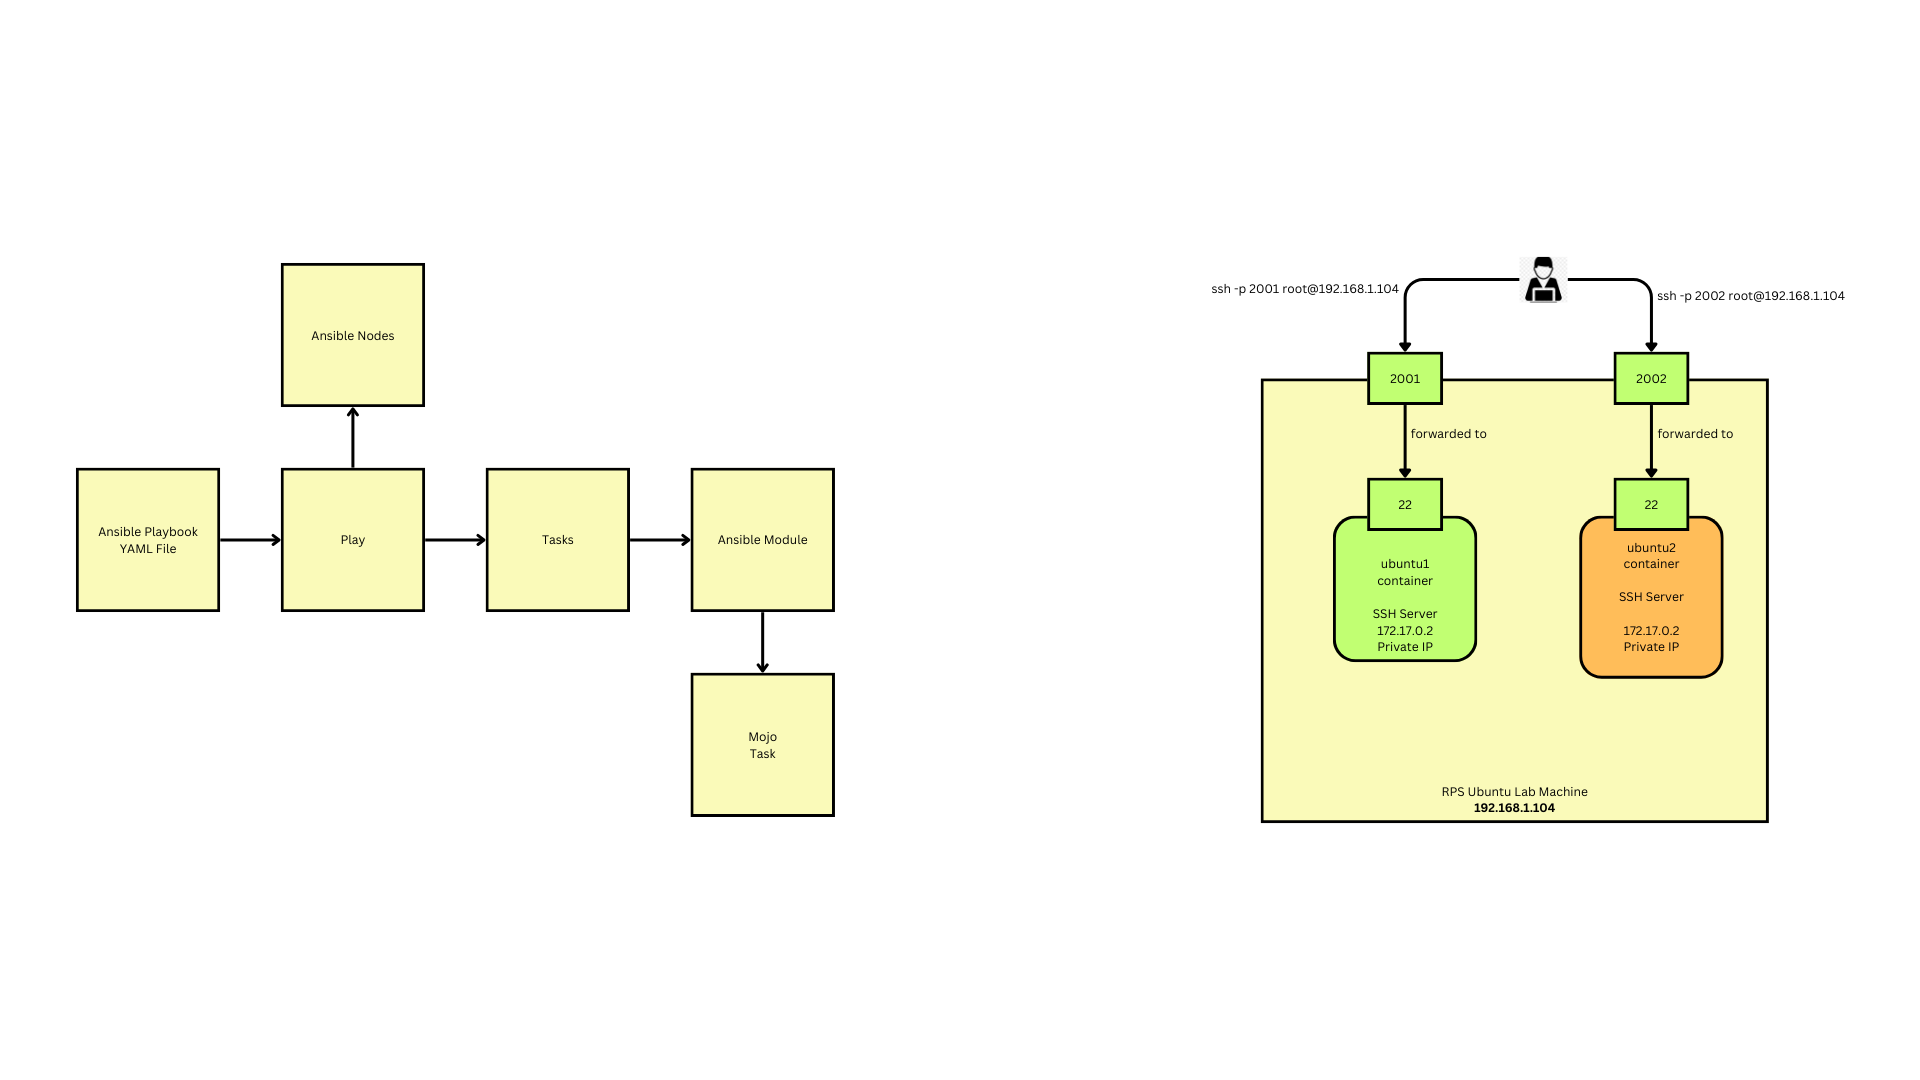 Ansible Nodes
Ansible Playbook
YAML File
Play
Tasks
Ansible Module
Mojo
Task
ssh -p 2001 root@192.168.1.104
ssh -p 2002 root@192.168.1.104
2001
2002
forwarded to
forwarded to
22
22
ubuntu1
container
SSH Server
172.17.0.2
Private IP
ubuntu2
container
SSH Server
172.17.0.2
Private IP
RPS Ubuntu Lab Machine
192.168.1.104